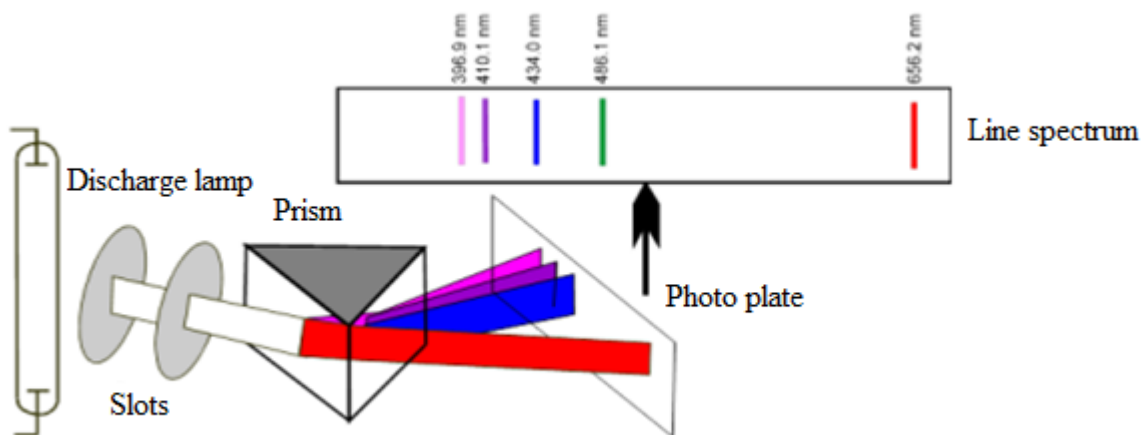 396.9 nm
410.1 nm
434.0 nm
486.1 nm
656.2 nm
Line spectrum
Discharge lamp
Prism
Photo plate
Slots